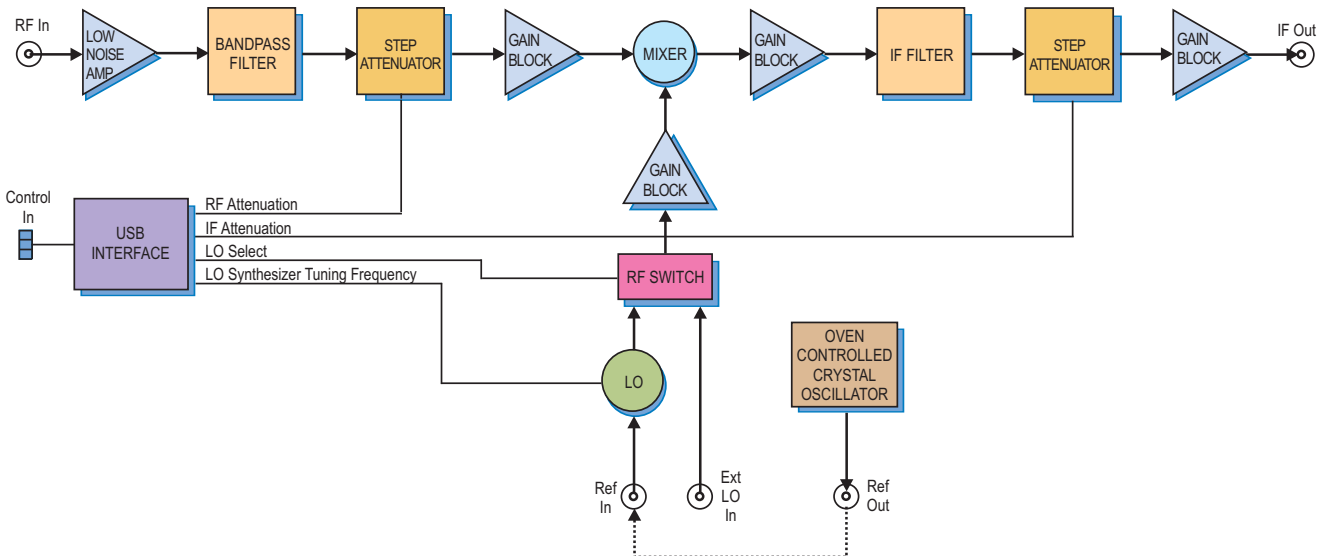 RF In
LOW
NOISE
AMP
BANDPASS
FILTER
STEP
ATTENUATOR
GAIN
BLOCK
MIXER
GAIN
BLOCK
IF FILTER
STEP
ATTENUATOR
GAIN
BLOCK
IF Out
GAIN
BLOCK
Control
In
USB
INTERFACE
RF Attenuation
IF Attenuation
LO Select
LO Synthesizer Tuning Frequency
RF SWITCH
LO
OVEN
CONTROLLED
CRYSTAL
OSCILLATOR
Ref
In
Ext
LO
In
Ref
Out